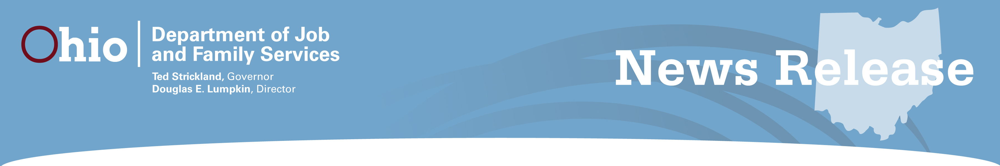 Ohio
Department of Job
and Family Services
Ted Strickland, Governor
Douglas E. Lumpkin, Director
News Release